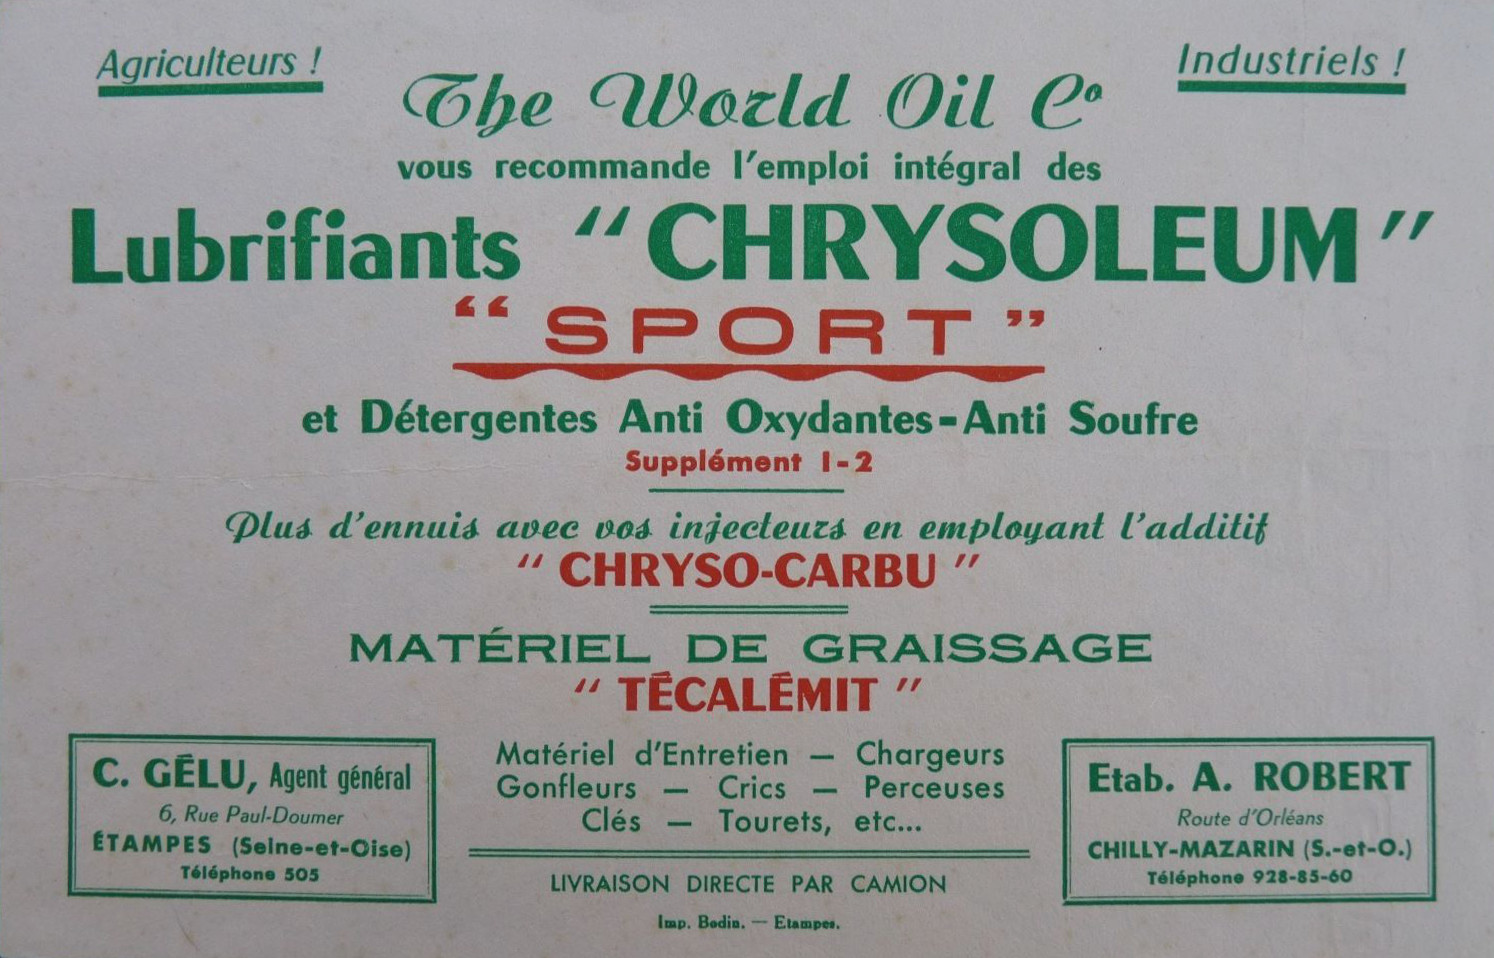 Agriculteurs !
Industriels !
The World Oil Co
vous recommande l'emploi intégral des
Lubrifiants "CHRYSOLEUM"
"SPORT"
et Détergentes Anti Oxydantes-Anti Soufre
Supplément 1-2
Plus d'ennuis avec vos injecteurs en employant l'additif
"CHRYSO-CARBU"
MATÉRIEL DE GRAISSAGE
"TÉCALÉMIT"
C. GÉLU, Agent général
6, Rue Paul-Doumer
ÉTAMPES (Seine-et-Oise)
Téléphone 505
Matériel d'Entretien — Chargeurs
Gonfleurs — Crics — Perceuses
Clés — Tourets, etc...
LIVRAISON DIRECTE PAR CAMION
Etab. A. ROBERT
Route d'Orléans
CHILLY-MAZARIN (S.-et-O.)
Téléphone 928-85-60
Imp. Bodin. — Etampes.